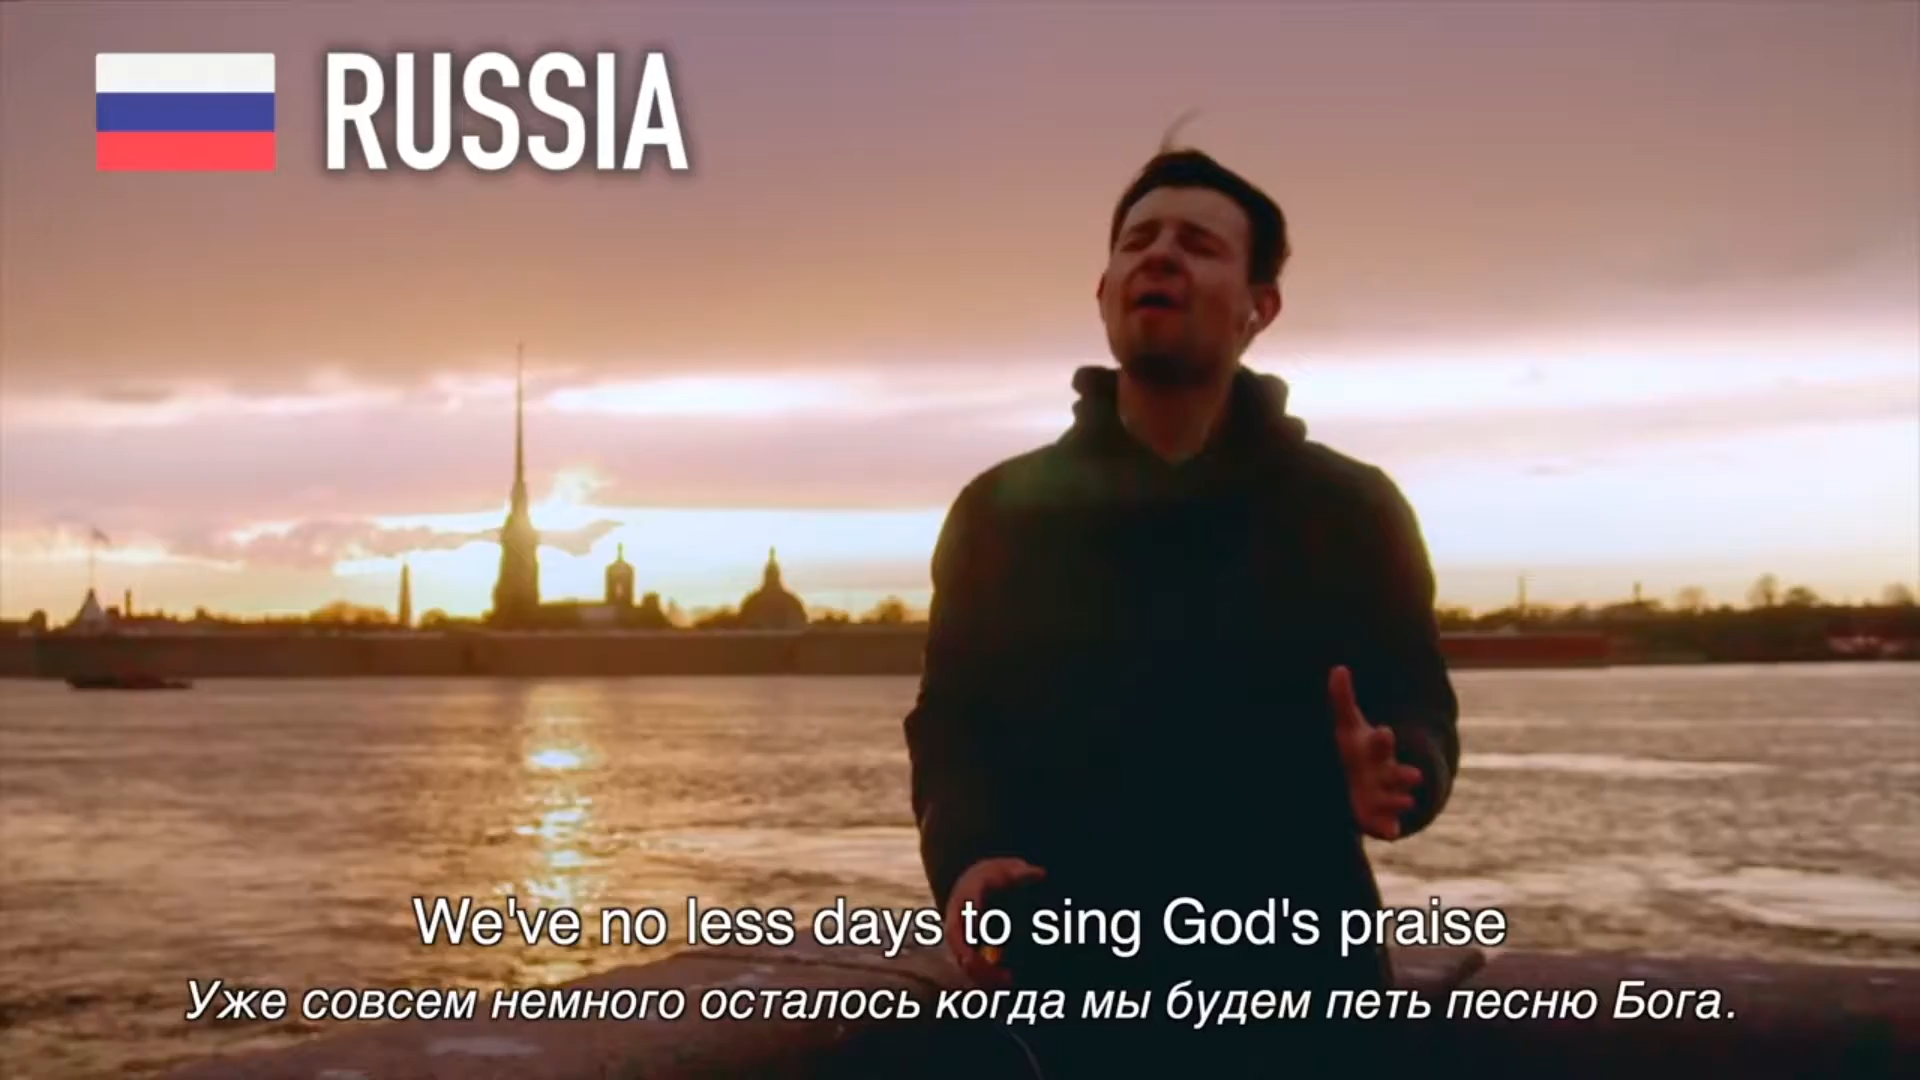 RUSSIA
We've no less days to sing God's praise
Уже совсем немного осталось когда мы будем петь песню Бога.